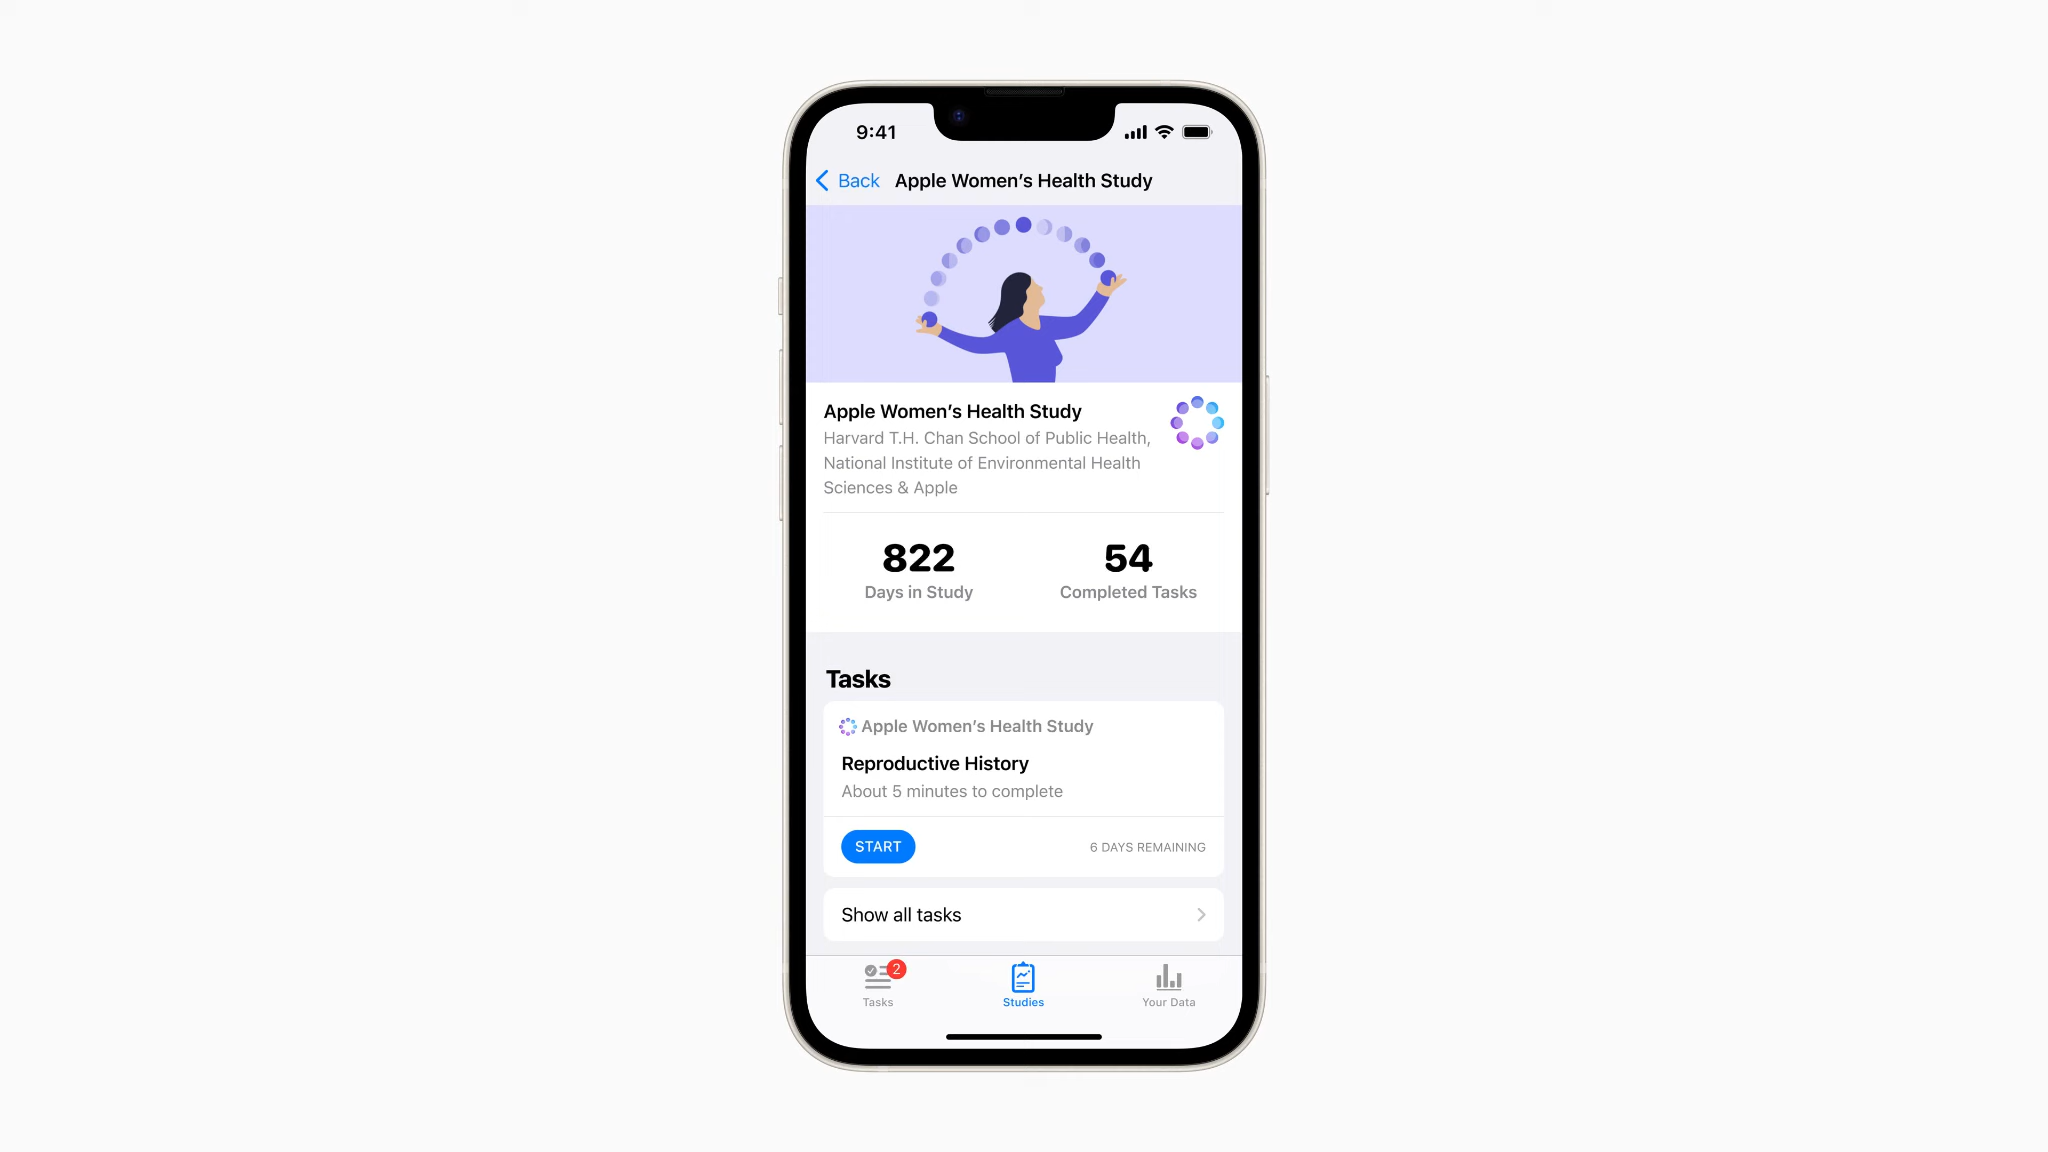 9:41
Back Apple Women’s Health Study
Apple Women’s Health Study
Harvard T.H. Chan School of Public Health,
National Institute of Environmental Health
Sciences & Apple
822 54
Days in Study Completed Tasks
Tasks
Apple Women’s Health Study
Reproductive History
About 5 minutes to complete
START 6 DAYS REMAINING
Show all tasks
2
Tasks Studies Your Data